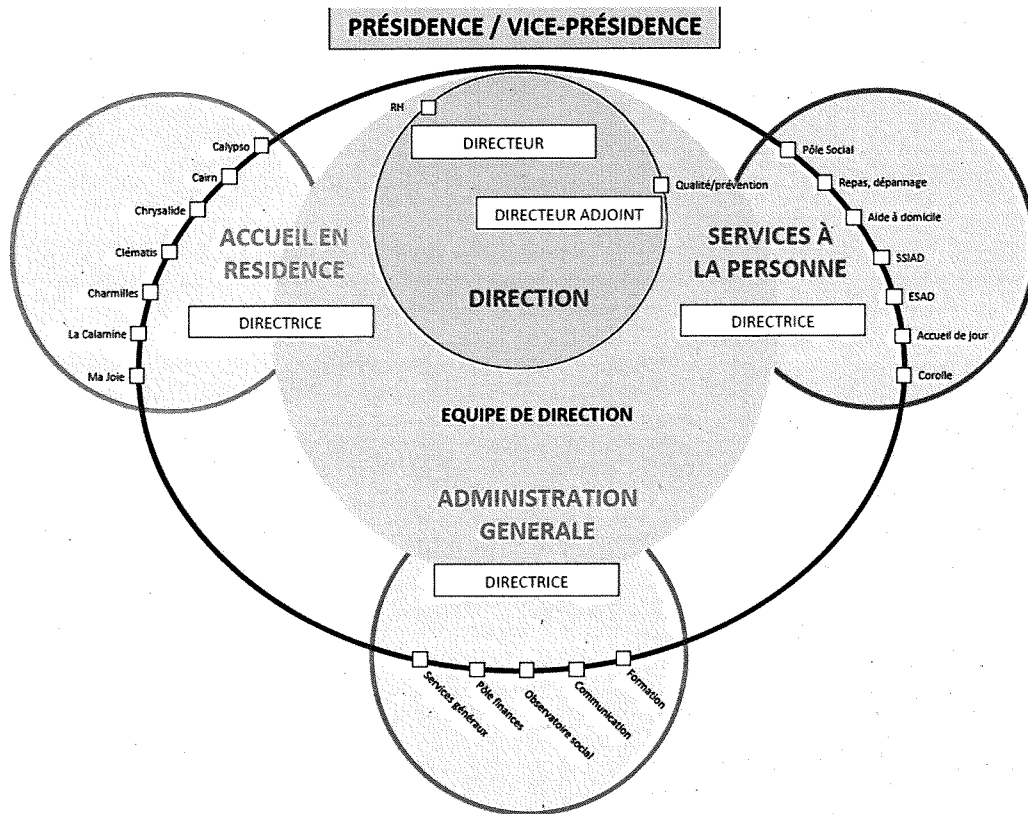 PRÉSIDENCE / VICE-PRÉSIDENCE
RH
DIRECTEUR
Qualité/prévention
DIRECTEUR ADJOINT
DIRECTION
Calypso
Cairn
Chrysalide
Clématis
Charmilles
La Calamine
Ma Joie
ACCUEIL EN
RESIDENCE
DIRECTRICE
Pôle Social
Repas, dépannage
Aide à domicile
SSIAD
ESAD
Accueil de jour
Corolle
SERVICES À
LA PERSONNE
DIRECTRICE
EQUIPE DE DIRECTION
ADMINISTRATION
GENERALE
DIRECTRICE
Services généraux
Pôle finances
Observatoire social
Communication
Formation